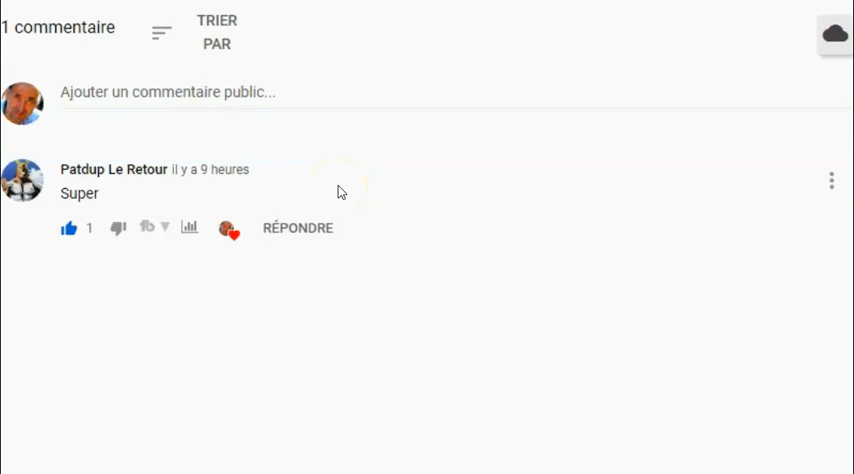 1 commentaire
TRIER
PAR
Ajouter un commentaire public...
Patdup Le Retour il y a 9 heures
Super
1 RÉPONDRE